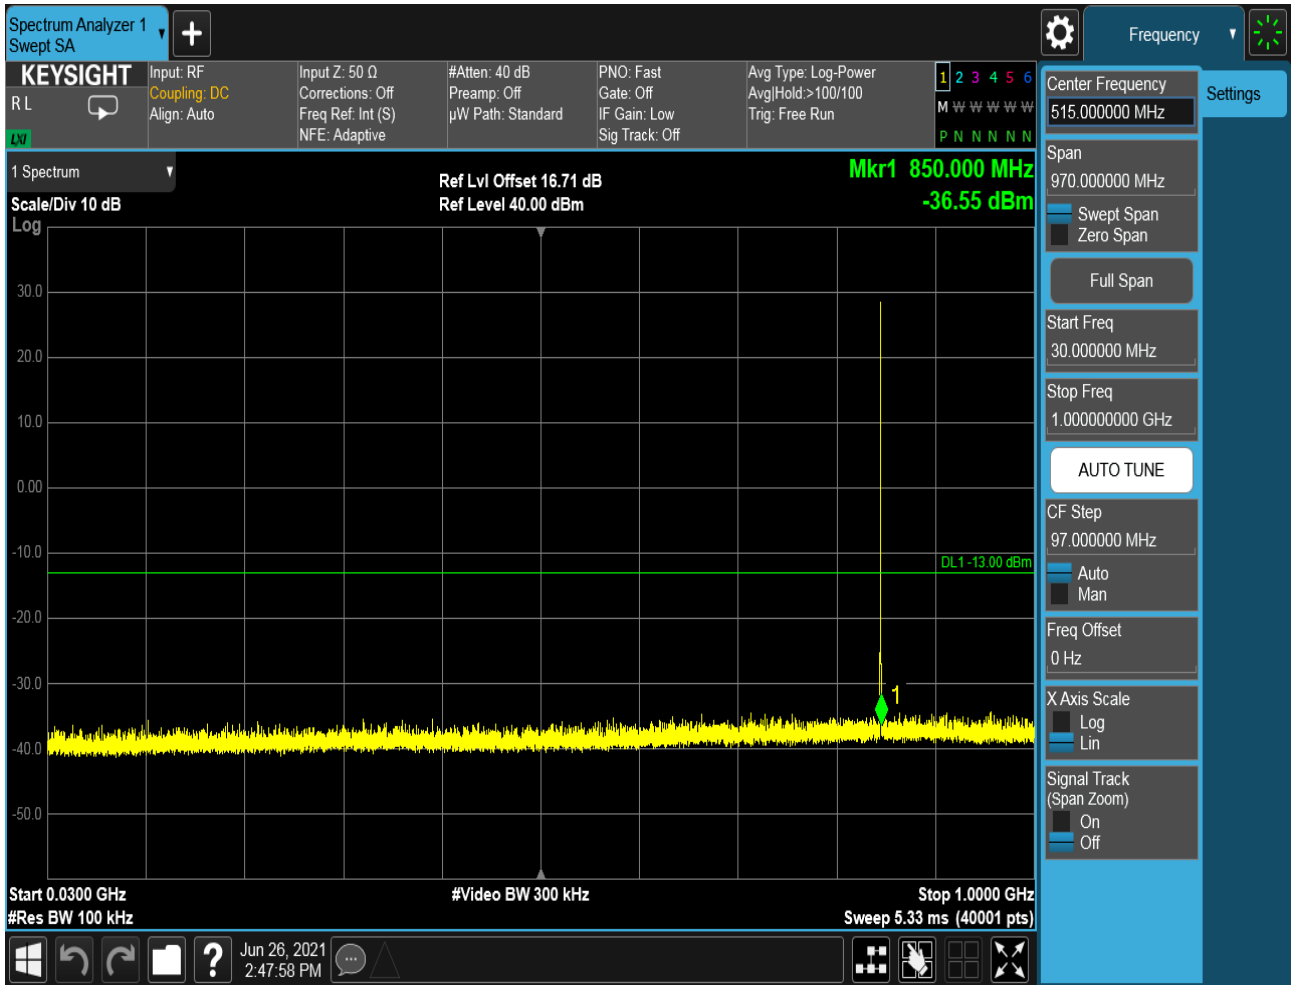 Spectrum Analyzer 1
Swept SA
Frequency
KEYSIGHT
R L
LXI
Input: RF
Coupling: DC
Align: Auto
Input Z: 50 Ω
Corrections: Off
Freq Ref: Int (S)
NFE: Adaptive
#Atten: 40 dB
Preamp: Off
µW Path: Standard
PNO: Fast
Gate: Off
IF Gain: Low
Sig Track: Off
Avg Type: Log-Power
Avg|Hold:>100/100
Trig: Free Run
1 2 3 4 5 6
M W W W W W
P N N N N N
1 Spectrum
Scale/Div 10 dB
Log
Ref Lvl Offset 16.71 dB
Ref Level 40.00 dBm
Mkr1 850.000 MHz
-36.55 dBm
30.0
20.0
10.0
0.00
-10.0
DL1 -13.00 dBm
-20.0
-30.0
1
-40.0
-50.0
Start 0.0300 GHz
#Res BW 100 kHz
#Video BW 300 kHz
Stop 1.0000 GHz
Sweep 5.33 ms (40001 pts)
Jun 26, 2021
2:47:58 PM
Center Frequency
515.000000 MHz
Settings
Span
970.000000 MHz
Swept Span
Zero Span
Full Span
Start Freq
30.000000 MHz
Stop Freq
1.000000000 GHz
AUTO TUNE
CF Step
97.000000 MHz
Auto
Man
Freq Offset
0 Hz
X Axis Scale
Log
Lin
Signal Track
(Span Zoom)
On
Off